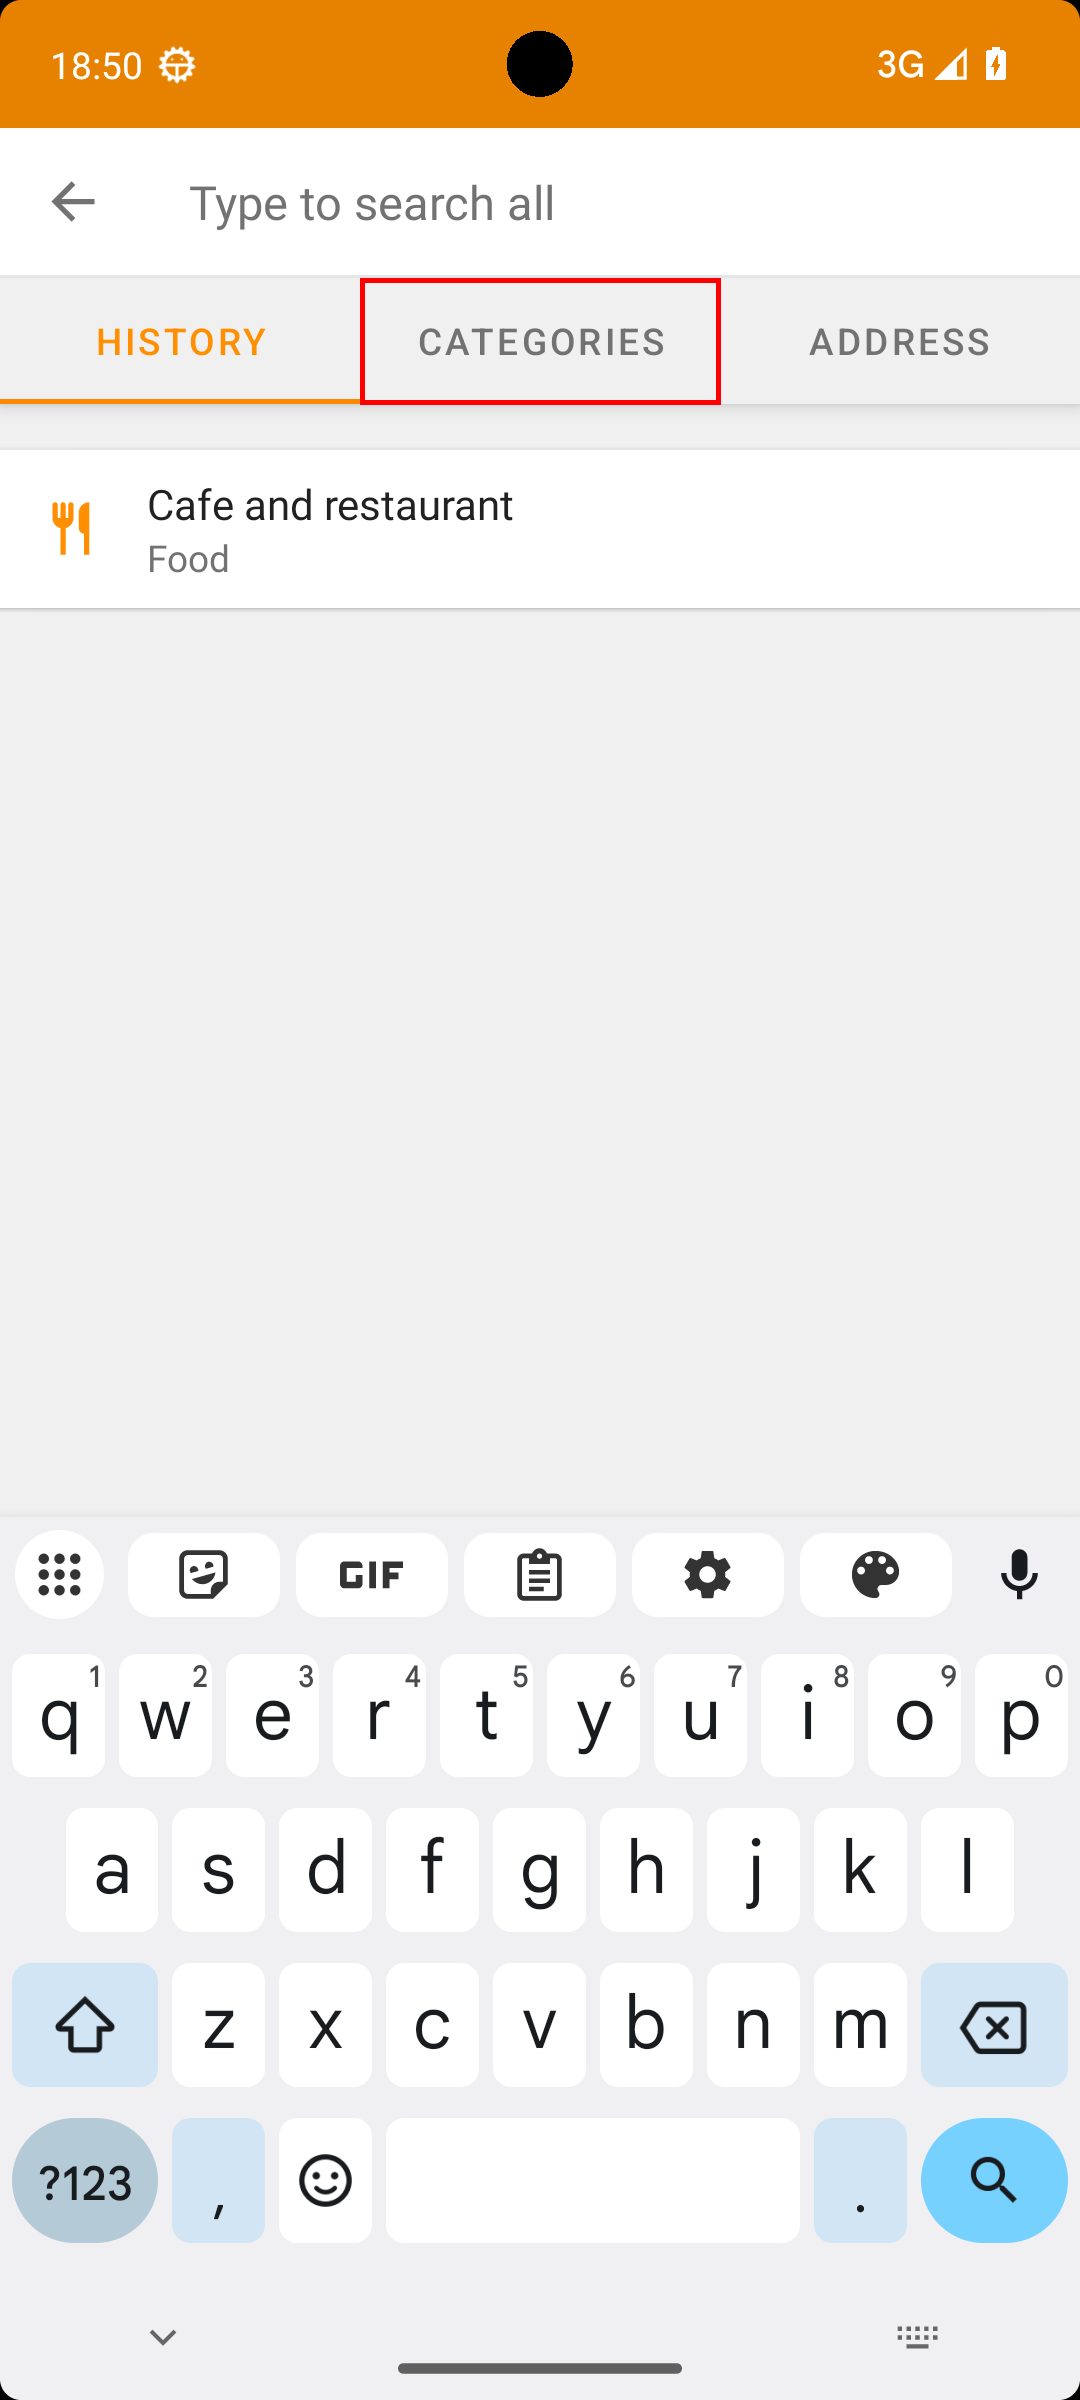 18:50
3G
Type to search all
HISTORY CATEGORIES ADDRESS
Cafe and restaurant
Food
GIF
q1 w2 e3 r4 t5 y6 u7 i8 o9 p0
a s d f g h j k l
z x c v b n m
?123 , .